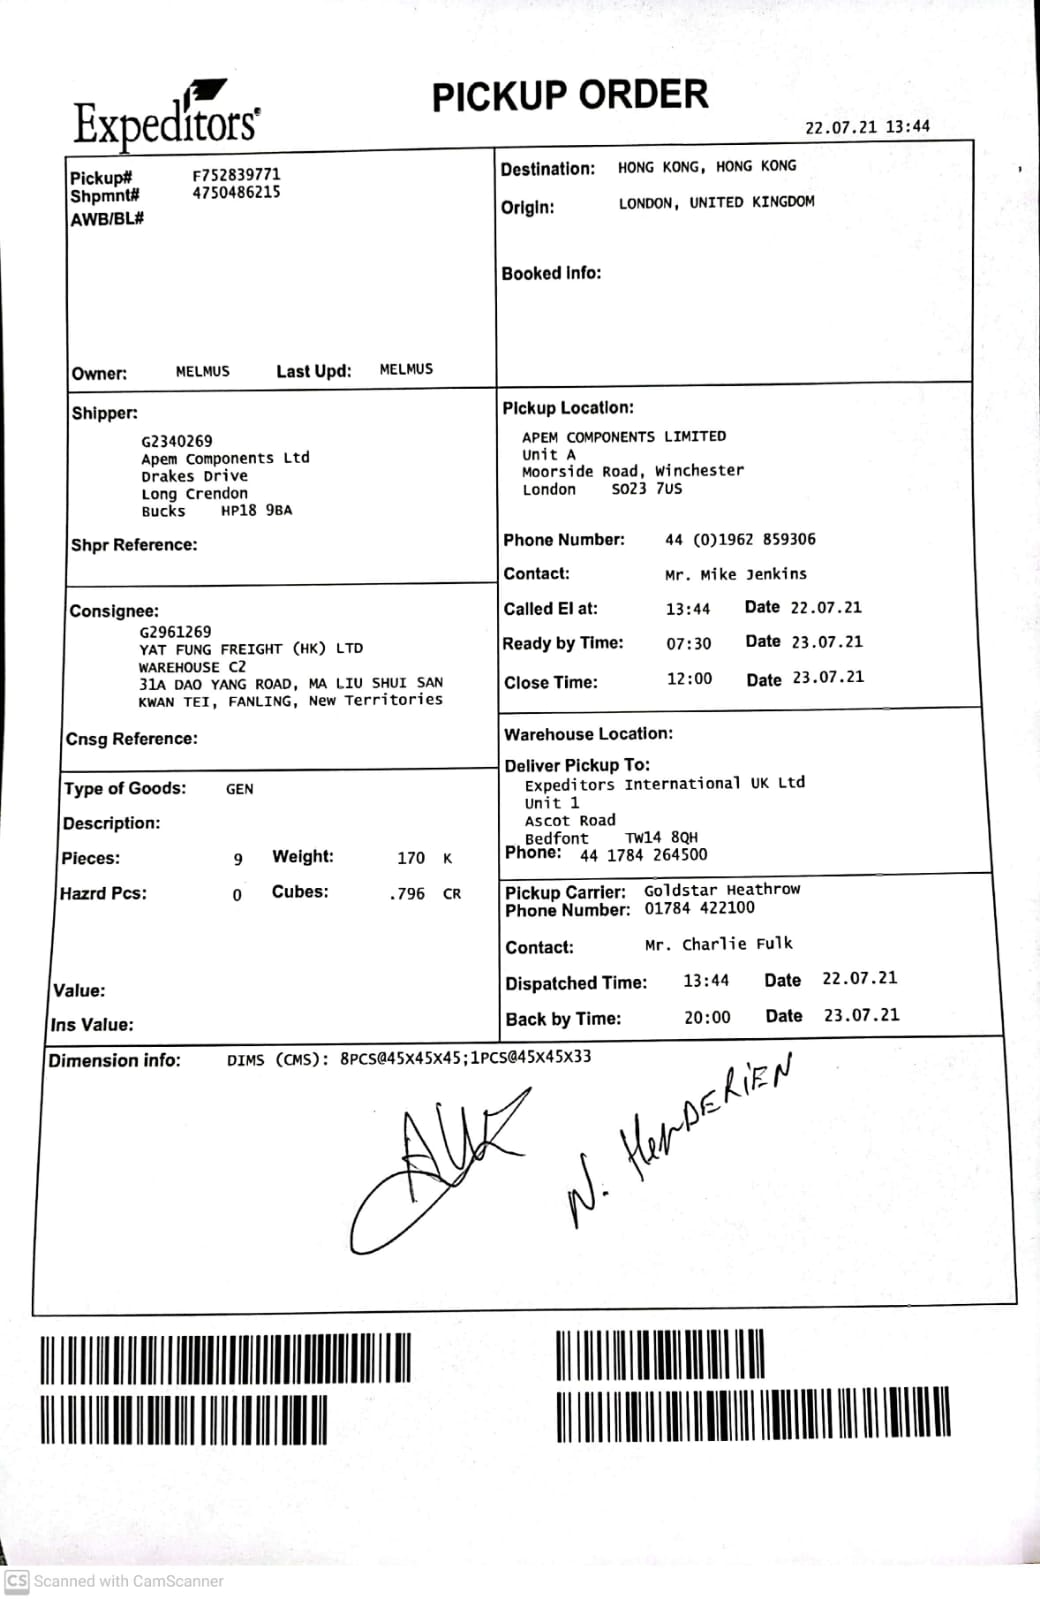 Expeditors®
PICKUP ORDER
22.07.21 13:44
Pickup# F752839771
Shpmnt# 4750486215
AWB/BL#
Owner: MELMUS Last Upd: MELMUS
Destination: HONG KONG, HONG KONG
Origin: LONDON, UNITED KINGDOM
Booked Info:
Shipper:
G2340269
Apem Components Ltd
Drakes Drive
Long Crendon
Bucks HP18 9BA
Shpr Reference:
Pickup Location:
APEM COMPONENTS LIMITED
Unit A
Moorside Road, Winchester
London SO23 7US
Phone Number: 44 (0)1962 859306
Contact: Mr. Mike Jenkins
Called EI at: 13:44 Date 22.07.21
Ready by Time: 07:30 Date 23.07.21
Close Time: 12:00 Date 23.07.21
Consignee:
G2961269
YAT FUNG FREIGHT (HK) LTD
WAREHOUSE C2
31A DAO YANG ROAD, MA LIU SHUI SAN
KWAN TEI, FANLING, New Territories
Cnsg Reference:
Warehouse Location:
Deliver Pickup To:
Expeditors International UK Ltd
Unit 1
Ascot Road
Bedfont TW14 8QH
Phone: 44 1784 264500
Type of Goods: GEN
Description:
Pieces: 9 Weight: 170 K
Hazrd Pcs: 0 Cubes: .796 CR
Value:
Ins Value:
Pickup Carrier: Goldstar Heathrow
Phone Number: 01784 422100
Contact: Mr. Charlie Fulk
Dispatched Time: 13:44 Date 22.07.21
Back by Time: 20:00 Date 23.07.21
Dimension info: DIMS (CMS): 8PCS@45X45X45;1PCS@45X45X33
N. HENDERIEN
CS Scanned with CamScanner